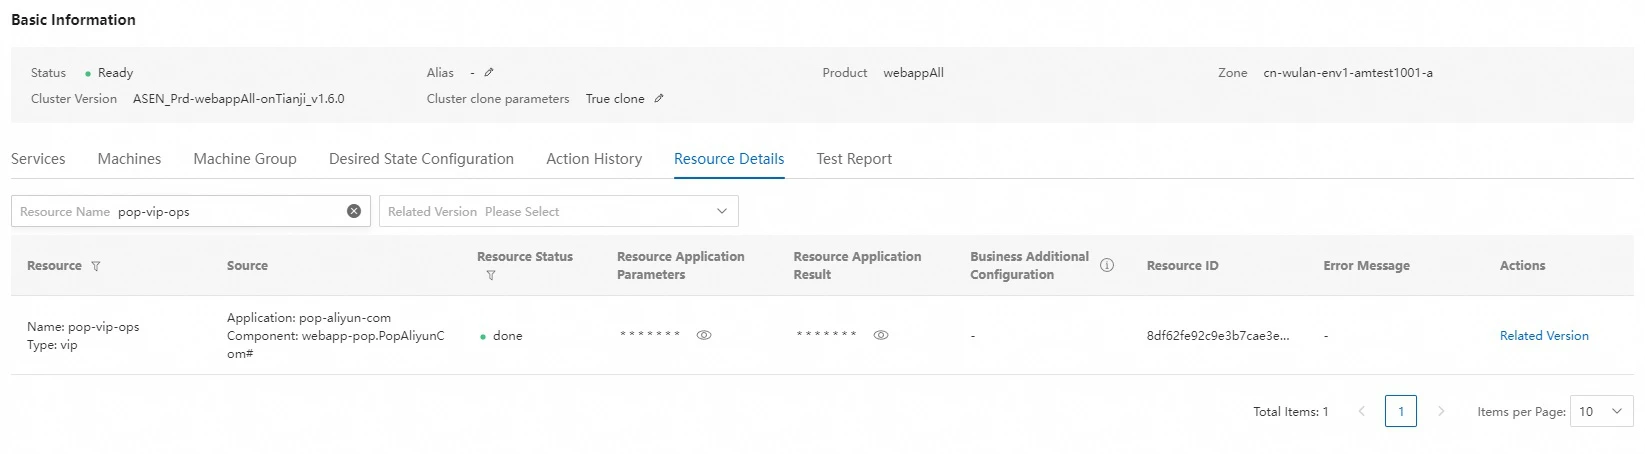 Basic Information
Status Ready Alias - Product webappAll Zone cn-wulan-env1-amtest1001-a
Cluster Version ASEN_Prd-webappAll-onTianji_v1.6.0 Cluster clone parameters True clone
Services Machines Machine Group Desired State Configuration Action History Resource Details Test Report
Resource Name pop-vip-ops Related Version Please Select
Resource Source Resource Status Resource Application Parameters Resource Application Result Business Additional Configuration Resource ID Error Message Actions
Name: pop-vip-ops
Type: vip
Application: pop-aliyun-com
Component: webapp-pop.PopAliyunC
om#
done ******* ******* - 8df62fe92c9e3b7cae3e... - Related Version
Total Items: 1 1 Items per Page: 10